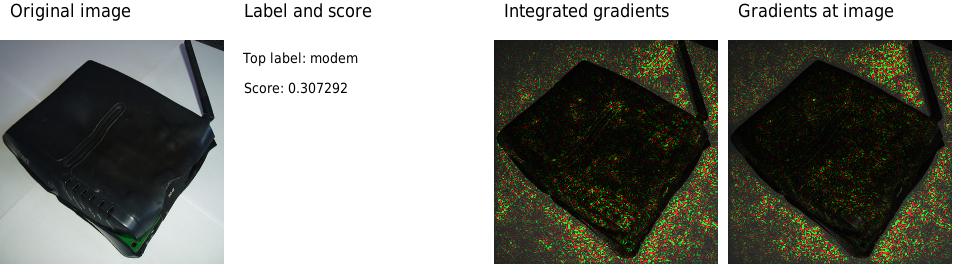 Original image
Label and score
Integrated gradients
Gradients at image
Top label: modem
Score: 0.307292